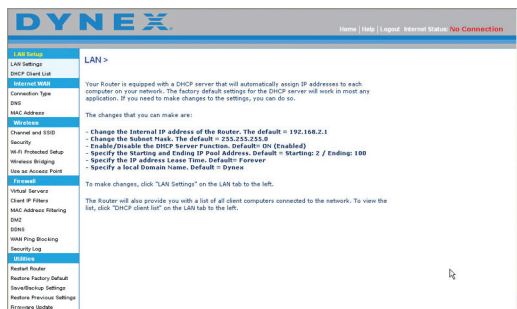 DYNEX
Home | Help | Logout Internet Status: No Connection
LAN Setup
LAN Settings
DHCP Client List
Internet WAN
Connection Type
DNS
MAC Address
Wireless
Channel and SSID
Security
Wi-Fi Protected Setup
Wireless Bridging
Use as Access Point
Firewall
Virtual Servers
Client IP Filters
MAC Address Filtering
DMZ
DDNS
WAN Ping Blocking
Security Log
Utilities
Restart Router
Restore Factory Default
Save/Backup Settings
Restore Previous Settings
Firmware Update
LAN >
Your Router is equipped with a DHCP server that will automatically assign IP addresses to each
computer on your network. The factory default settings for the DHCP server will work in most any
application. If you need to make changes to the settings, you can do so.
The changes that you can make are:
- Change the Internal IP address of the Router. The default = 192.168.2.1
- Change the Subnet Mask. The default = 255.255.255.0
- Enable/Disable the DHCP Server Function. Default= ON (Enabled)
- Specify the Starting and Ending IP Pool Address. Default = Starting: 2 / Ending: 100
- Specify the IP address Lease Time. Default= Forever
- Specify a local Domain Name. Default = Dynex
To make changes, click "LAN Settings" on the LAN tab to the left.
The Router will also provide you with a list of all client computers connected to the network. To view the
list, click "DHCP client list" on the LAN tab to the left.